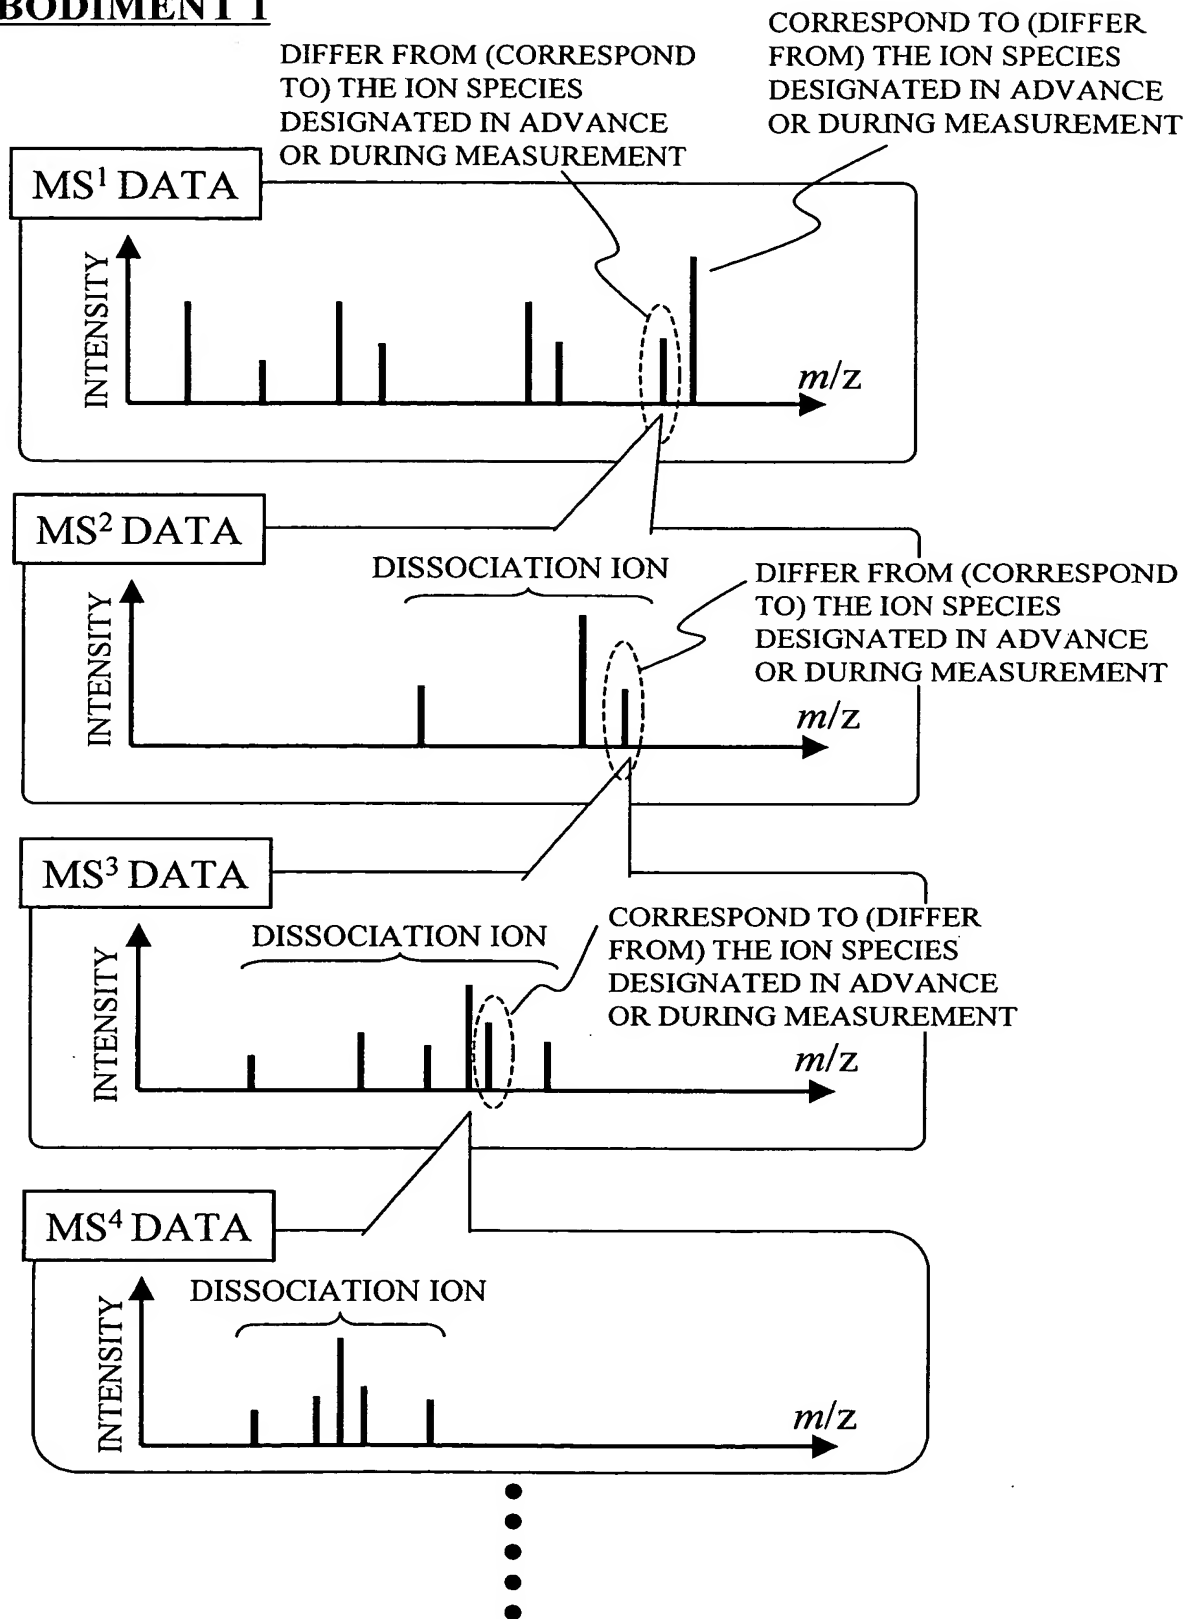 BODIMENT 1
DIFFER FROM (CORRESPOND
TO) THE ION SPECIES
DESIGNATED IN ADVANCE
OR DURING MEASUREMENT
CORRESPOND TO (DIFFER
FROM) THE ION SPECIES
DESIGNATED IN ADVANCE
OR DURING MEASUREMENT
MS¹ DATA
INTENSITY
m/z
MS² DATA
DISSOCIATION ION
DIFFER FROM (CORRESPOND
TO) THE ION SPECIES
DESIGNATED IN ADVANCE
OR DURING MEASUREMENT
INTENSITY
m/z
MS³ DATA
DISSOCIATION ION
CORRESPOND TO (DIFFER
FROM) THE ION SPECIES
DESIGNATED IN ADVANCE
OR DURING MEASUREMENT
INTENSITY
m/z
MS⁴ DATA
DISSOCIATION ION
INTENSITY
m/z